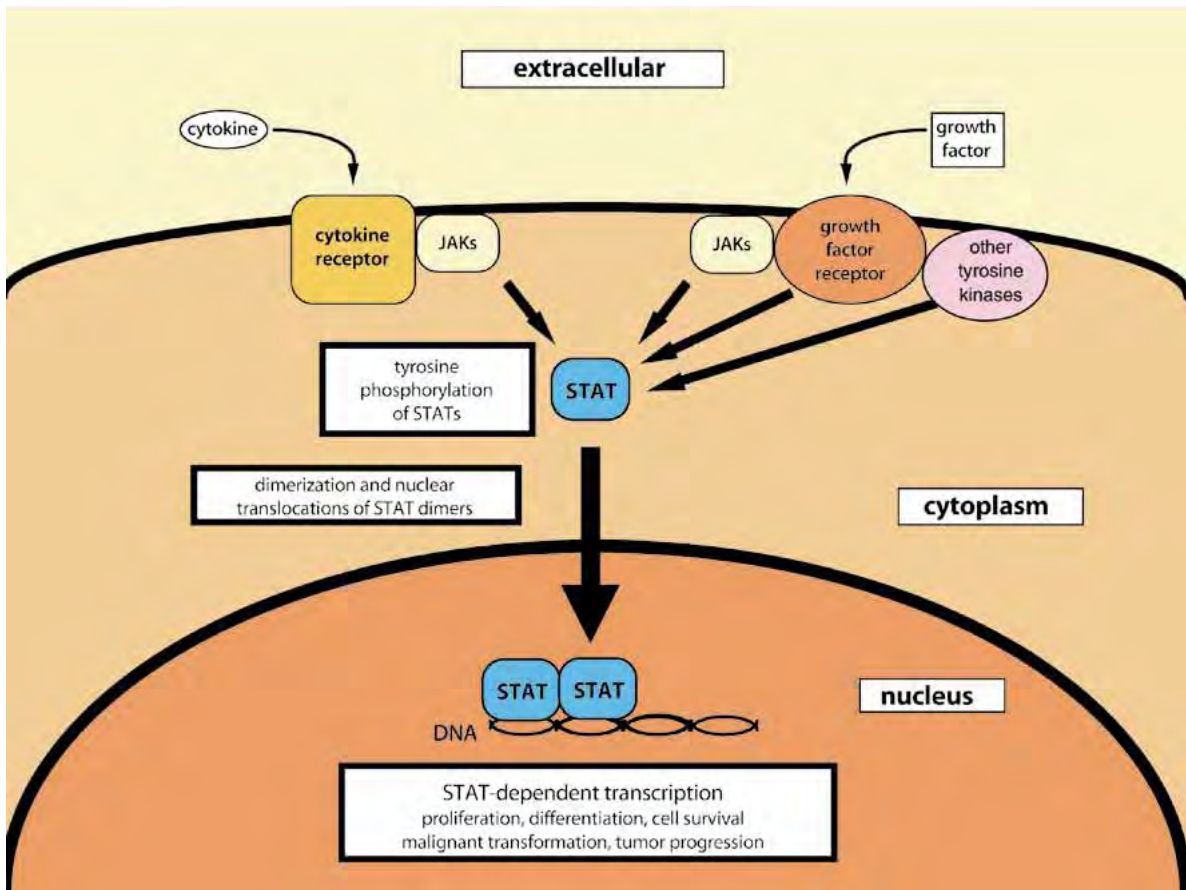 extracellular
cytokine
growth
factor
cytokine
receptor
JAKs
JAKs
growth
factor
receptor
other
tyrosine
kinases
tyrosine
phosphorylation
of STATs
STAT
dimerization and nuclear
translocations of STAT dimers
cytoplasm
STAT STAT
nucleus
DNA
STAT-dependent transcription
proliferation, differentiation, cell survival
malignant transformation, tumor progression